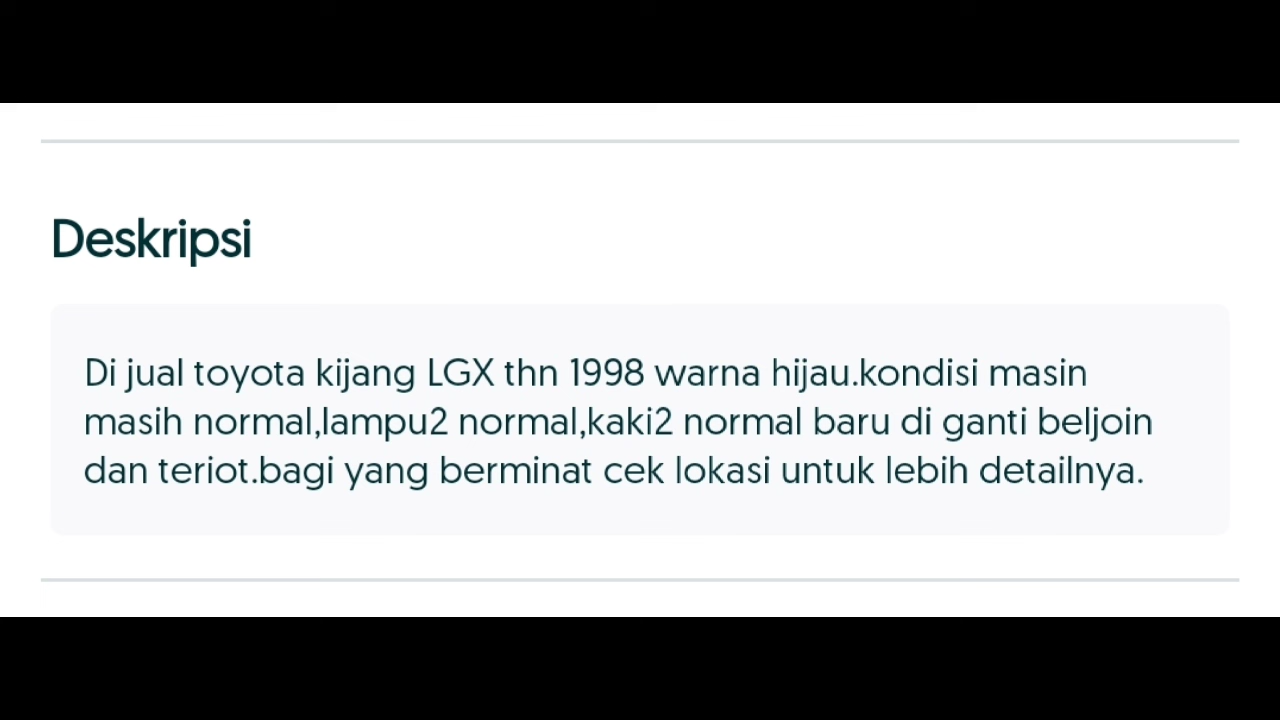 Deskripsi
Di jual toyota kijang LGX thn 1998 warna hijau.kondisi masin
masih normal,lampu2 normal,kaki2 normal baru di ganti beljoin
dan teriot.bagi yang berminat cek lokasi untuk lebih detailnya.